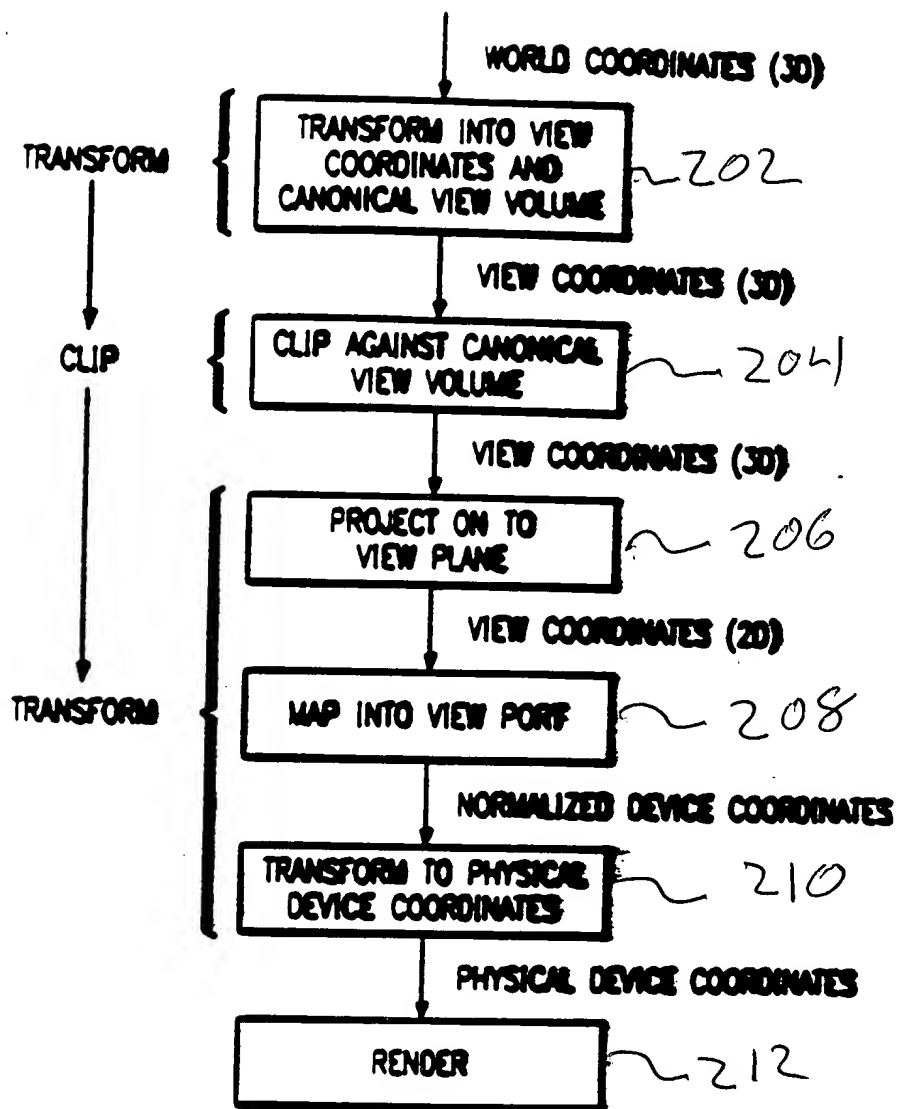 WORLD COORDINATES (3D)
TRANSFORM
TRANSFORM INTO VIEW
COORDINATES AND
CANONICAL VIEW VOLUME
202
VIEW COORDINATES (3D)
CLIP
CLIP AGAINST CANONICAL
VIEW VOLUME
204
VIEW COORDINATES (3D)
PROJECT ON TO
VIEW PLANE
206
VIEW COORDINATES (2D)
TRANSFORM
MAP INTO VIEW PORT
208
NORMALIZED DEVICE COORDINATES
TRANSFORM TO PHYSICAL
DEVICE COORDINATES
210
PHYSICAL DEVICE COORDINATES
RENDER
212